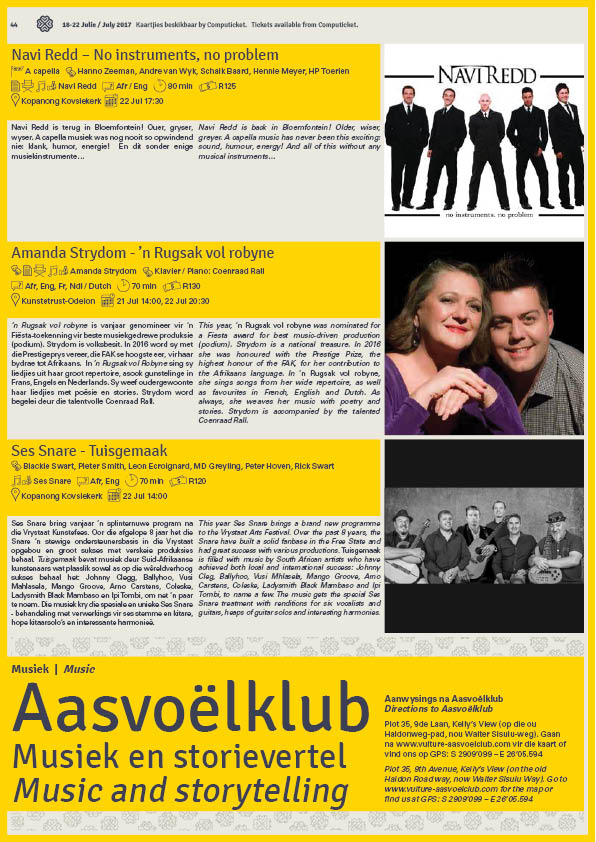 44 18-22 Julie / July 2017 Kaartjies beskikbaar by Computicket. Tickets available from Computicket.
Navi Redd – No instruments, no problem
A capella Hanno Zeeman, Andre van Wyk, Schalk Baard, Hennie Meyer, HP Toerien
Navi Redd Afr / Eng 90 min R125
Kopanong Kovsiekerk 22 Jul 17:30
Navi Redd is terug in Bloemfontein! Ouer, gryser,
wyser. A capella musiek was nog nooit so opwindend
nie: klank, humor, energie! En dit sonder enige
musiekinstrumente...
Navi Redd is back in Bloemfontein! Older, wiser,
greyer. A capella music has never been this exciting:
sound, humour, energy! And all of this without any
musical instruments...
NAVI REDD
no instruments. no problem
Amanda Strydom - 'n Rugsak vol robyne
Amanda Strydom Klavier / Piano: Coenraad Rall
Afr, Eng, Fr, Ndl / Dutch 70 min R130
Kunstetrust-Odeion 21 Jul 14:00, 22 Jul 20:30
'n Rugsak vol robyne is vanjaar genomineer vir 'n
Fiësta-toekenning vir beste musiekgedrewe produksie
(podium). Strydom is volksbesit. In 2016 word sy met
die Prestigeprys vereer, die FAK se hoogste eer, vir haar
bydrae tot Afrikaans. In 'n Rugsak vol Robyne sing sy
liedjies uit haar groot repertoire, asook gunstelinge in
Frans, Engels en Nederlands. Sy weef oudergewoonte
haar liedjies met poësie en stories. Strydom word
begelei deur die talentvolle Coenraad Rall.
This year, 'n Rugsak vol robyne was nominated for
a Fiesta award for best music-driven production
(podium). Strydom is a national treasure. In 2016
she was honoured with the Prestige Prize, the
highest honour of the FAK, for her contribution to
the Afrikaans language. In 'n Rugsak vol robyne,
she sings songs from her wide repertoire, as well
as favourites in French, English and Dutch. As
always, she weaves her music with poetry and
stories. Strydom is accompanied by the talented
Coenraad Rall.
Ses Snare - Tuisgemaak
Blackie Swart, Pieter Smith, Leon Ecroignard, MD Greyling, Peter Hoven, Rick Swart
Ses Snare Afr, Eng 70 min R120
Kopanong Kovsiekerk 22 Jul 14:00
Ses Snare bring vanjaar 'n splinternuwe program na
die Vrystaat Kunstefees. Oor die afgelope 8 jaar het die
Snare 'n stewige ondersteunersbasis in die Vrystaat
opgebou en groot sukses met verskeie produksies
behaal. Tuisgemaak bevat musiek deur Suid-Afrikaanse
kunstenaars wat plaaslik sowel as op die wêreldverhoog
sukses behaal het: Johnny Clegg, Ballyhoo, Vusi
Mahlasela, Mango Groove, Arno Carstens, Coleske,
Ladysmith Black Mambaso en Ipi Tombi, om net 'n paar
te noem. Die musiek kry die spesiale en unieke Ses Snare
- behandeling met verwerkings vir ses stemme en kitare,
hope kitaarsolo's en interessante harmonieë.
This year Ses Snare brings a brand new programme
to the Vrystaat Arts Festival. Over the past 8 years, the
Snare have built a solid fanbase in the Free State and
had great success with various productions. Tuisgemaak
is filled with music by South African artists who have
achieved both local and international success: Johnny
Cleg, Ballyhoo, Vusi Mhlasela, Mango Groove, Arno
Carstens, Coleske, Ladysmith Black Mambaso and Ipi
Tombi, to name a few. The music gets the special Ses
Snare treatment with renditions for six vocalists and
guitars, heaps of guitar solos and interesting harmonies.
Musiek | Music
Aasvoëlklub
Musiek en storievertel
Music and storytelling
Aanwysings na Aasvoëlklub
Directions to Aasvoëlklub
Plot 35, 9de Laan, Kelly's View (op die ou
Haldonweg-pad, nou Walter Sisulu-weg). Gaan
na www.vulture-aasvoelclub.com vir die kaart of
vind ons op GPS: S 2909'099 – E 26'05.594
Plot 35, 9th Avenue, Kelly's View (on the old
Haldon Road way, now Walter Sisulu Way). Go to
www.vulture-aasvoelclub.com for the map or
find us at GPS: S 2909'099 – E 26'05.594